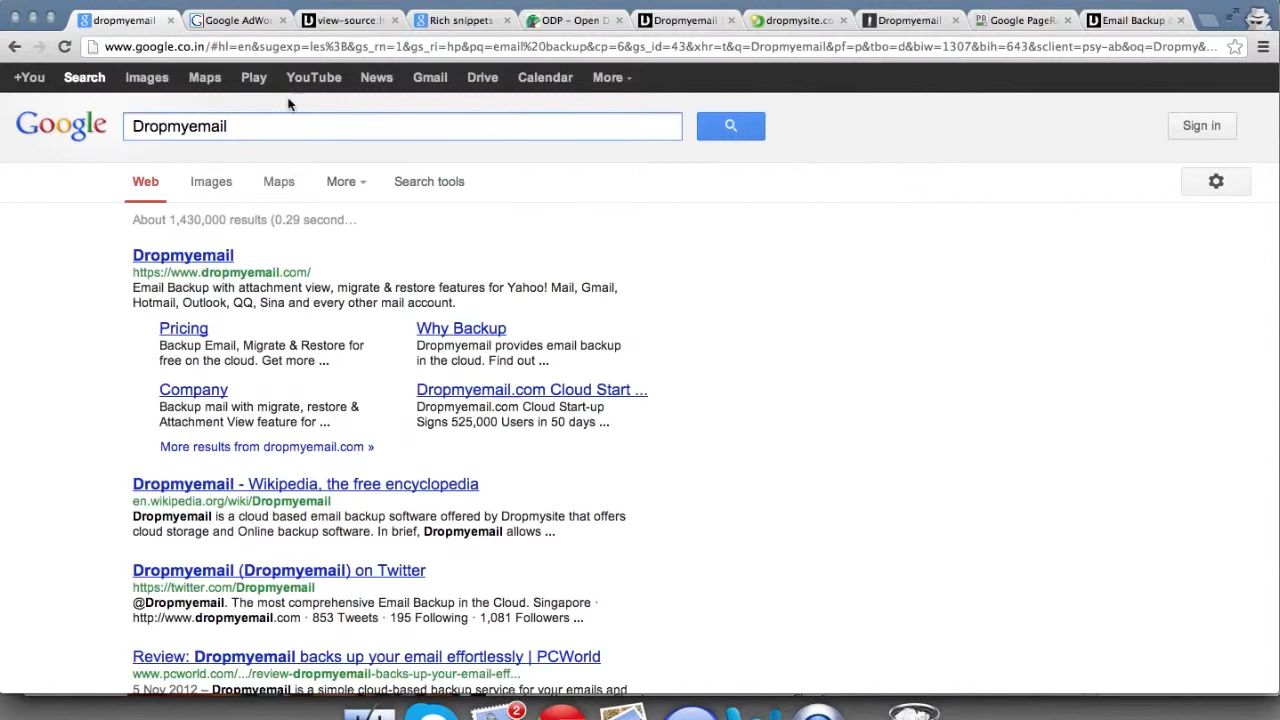 dropmyemail
Google AdWo
view-source:h
Rich snippets
ODP – Open D
Dropmyemail
dropmysite.co
Dropmyemail
Google PageR
Email Backup
www.google.co.in/#hl=en&sugexp=les%3B&gs_rn=1&gs_ri=hp&pq=email%20backup&cp=6&gs_id=43&xhr=t&q=Dropmyemail&pf=p&tbo=d&biw=1307&bih=643&sclient=psy-ab&oq=Dropmy&...
+You Search Images Maps Play YouTube News Gmail Drive Calendar More
Google
Dropmyemail
Sign in
Web Images Maps More Search tools
About 1,430,000 results (0.29 second…
Dropmyemail
https://www.dropmyemail.com/
Email Backup with attachment view, migrate & restore features for Yahoo! Mail, Gmail,
Hotmail, Outlook, QQ, Sina and every other mail account.
Pricing
Backup Email, Migrate & Restore for
free on the cloud. Get more ...
Why Backup
Dropmyemail provides email backup
in the cloud. Find out ...
Company
Backup mail with migrate, restore &
Attachment View feature for ...
Dropmyemail.com Cloud Start ...
Dropmyemail.com Cloud Start-up
Signs 525,000 Users in 50 days ...
More results from dropmyemail.com »
Dropmyemail - Wikipedia, the free encyclopedia
en.wikipedia.org/wiki/Dropmyemail
Dropmyemail is a cloud based email backup software offered by Dropmysite that offers
cloud storage and Online backup software. In brief, Dropmyemail allows ...
Dropmyemail (Dropmyemail) on Twitter
https://twitter.com/Dropmyemail
@Dropmyemail. The most comprehensive Email Backup in the Cloud. Singapore ·
http://www.dropmyemail.com · 853 Tweets · 195 Following · 1,081 Followers ...
Review: Dropmyemail backs up your email effortlessly | PCWorld
www.pcworld.com/.../review-dropmyemail-backs-up-your-email-eff...
5 Nov 2012 – Dropmyemail is a simple cloud-based backup service for your emails and
2